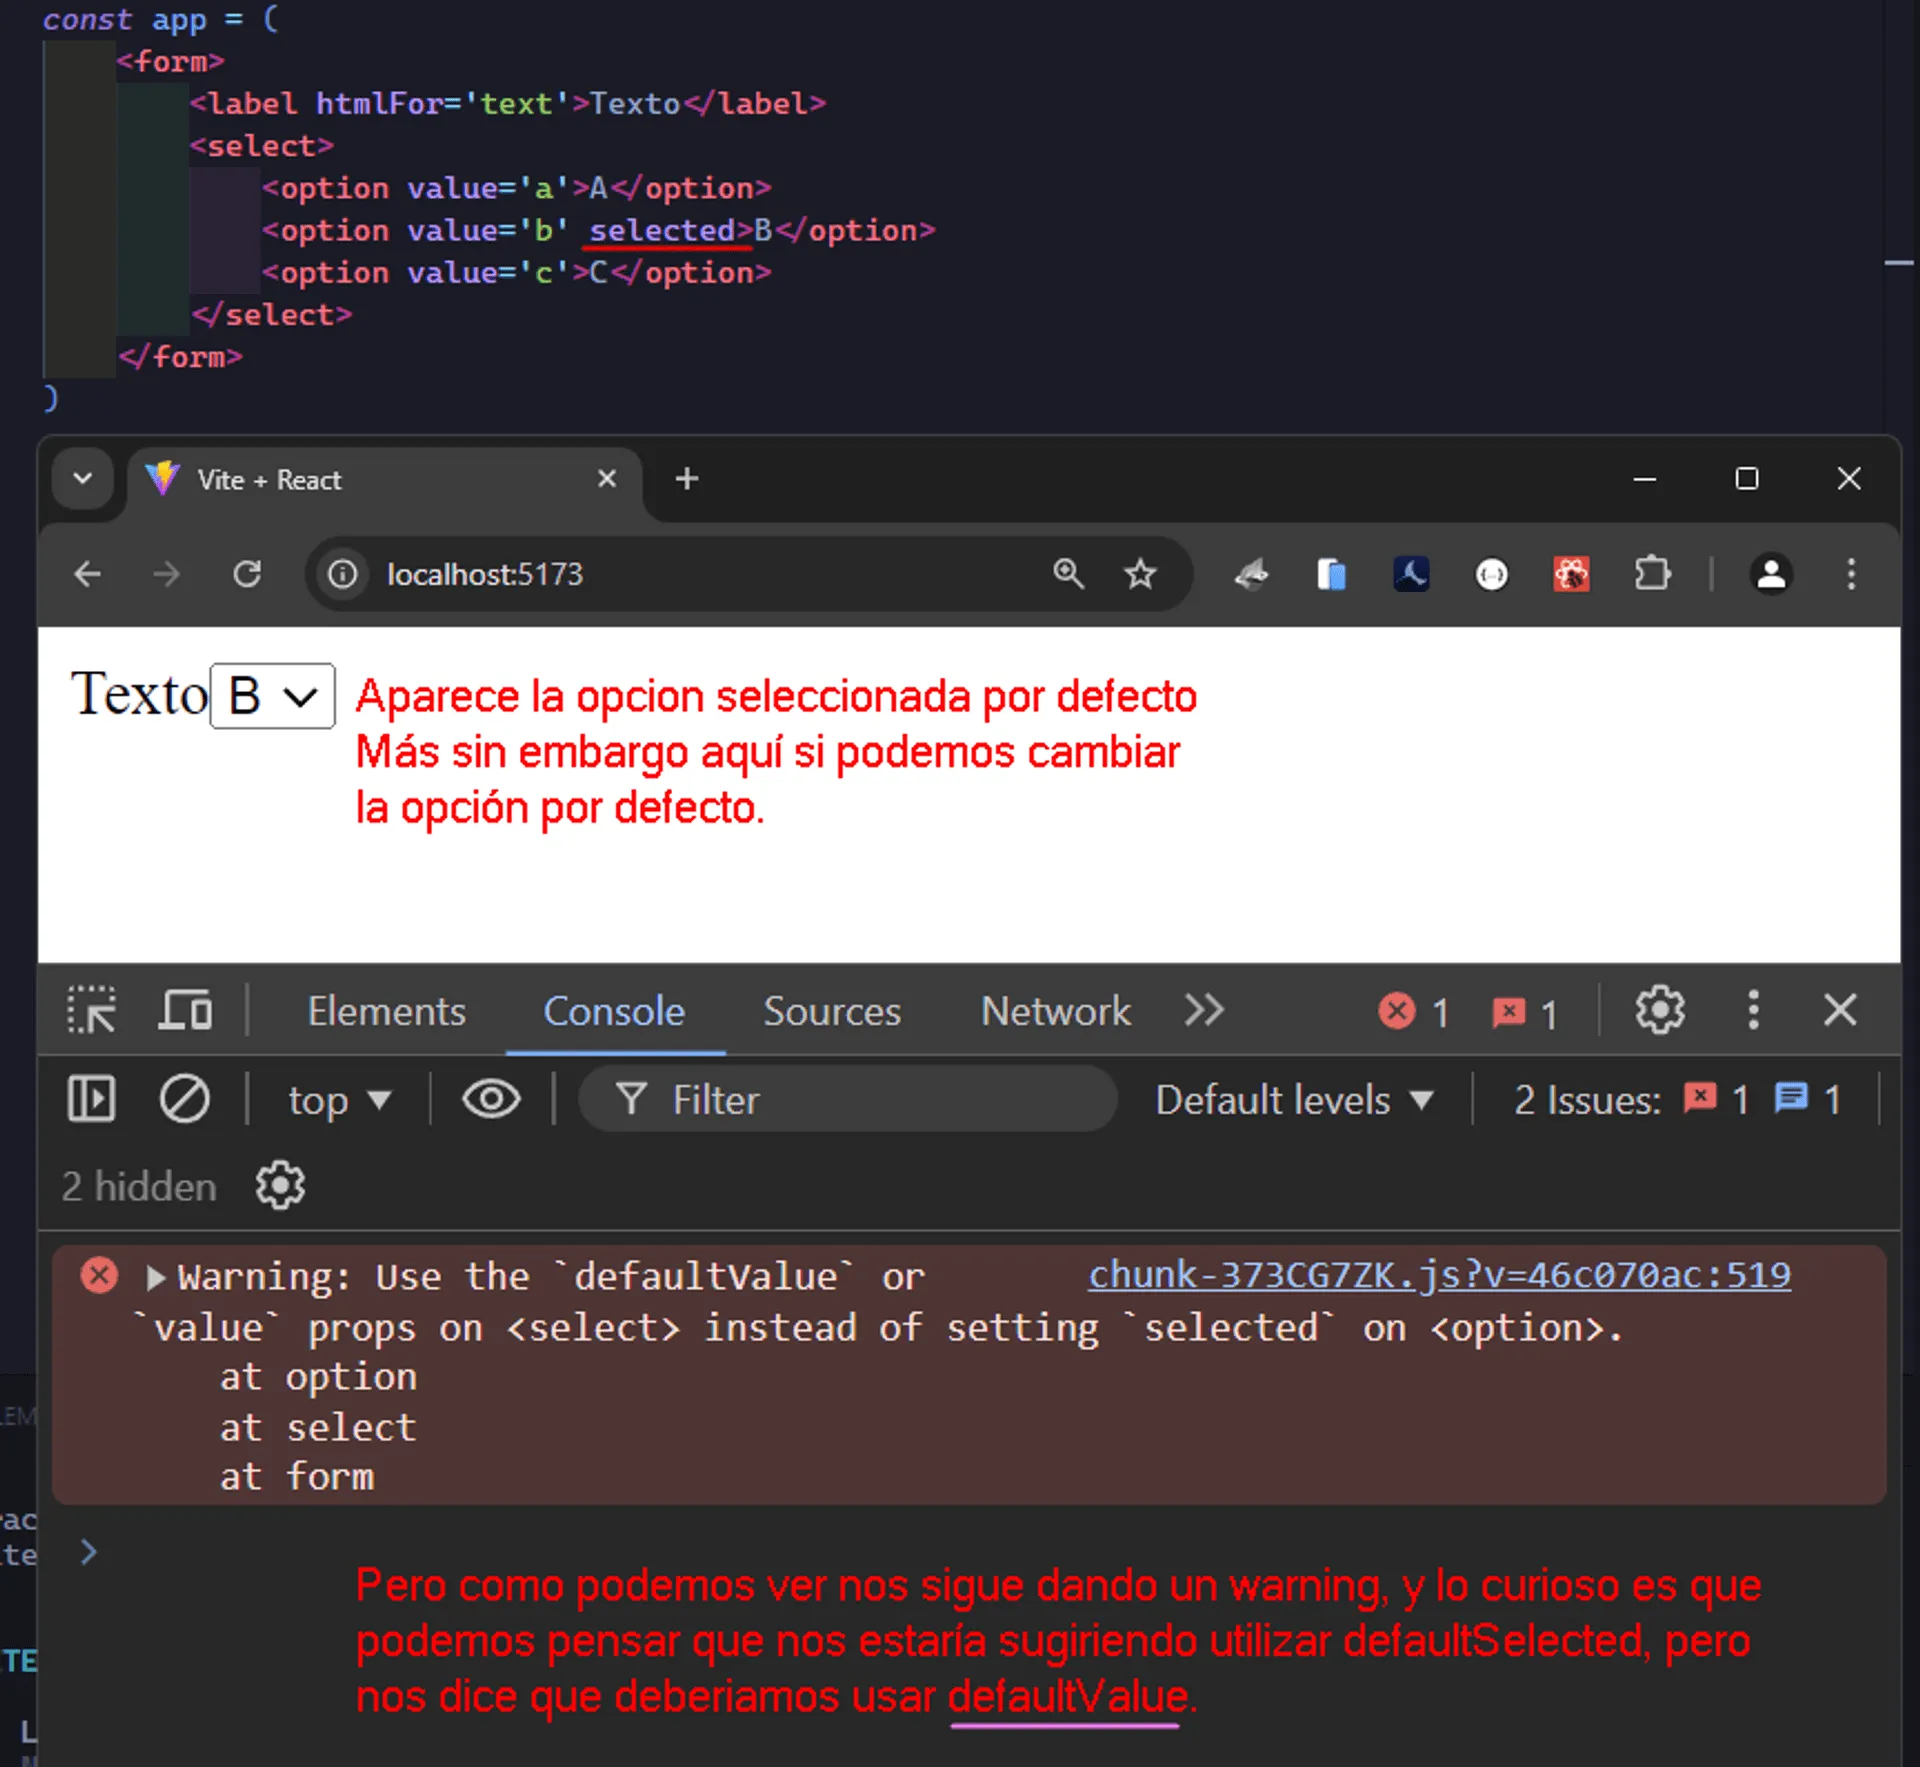 const app = (
<form>
<label htmlFor='text'>Texto</label>
<select>
<option value='a'>A</option>
<option value='b' selected>B</option>
<option value='c'>C</option>
</select>
</form>
)
Vite + React
localhost:5173
Texto B
Aparece la opcion seleccionada por defecto
Más sin embargo aquí si podemos cambiar
la opción por defecto.
Elements Console Sources Network 1 1
top Filter Default levels 2 Issues: 1 1
2 hidden
Warning: Use the `defaultValue` or chunk-373CG7ZK.js?v=46c070ac:519
`value` props on <select> instead of setting `selected` on <option>.
at option
at select
at form
Pero como podemos ver nos sigue dando un warning, y lo curioso es que
podemos pensar que nos estaría sugiriendo utilizar defaultSelected, pero
nos dice que deberiamos usar defaultValue.